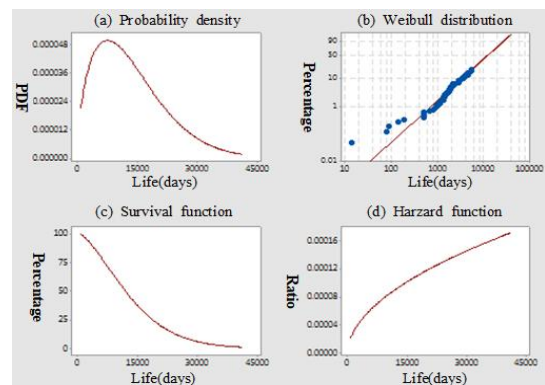 (a) Probability density
0.000048
0.000036
0.000024
0.000012
0.000000
PDF
0 15000 30000 45000
Life(days)
(b) Weibull distribution
90
50
10
1
0.01
Percentage
10 100 1000 10000 100000
Life(days)
(c) Survival function
100
75
50
25
0
Percentage
0 15000 30000 45000
Life(days)
(d) Harzard function
0.00016
0.00012
0.00008
0.00004
0.00000
Ratio
0 15000 30000 45000
Life(days)